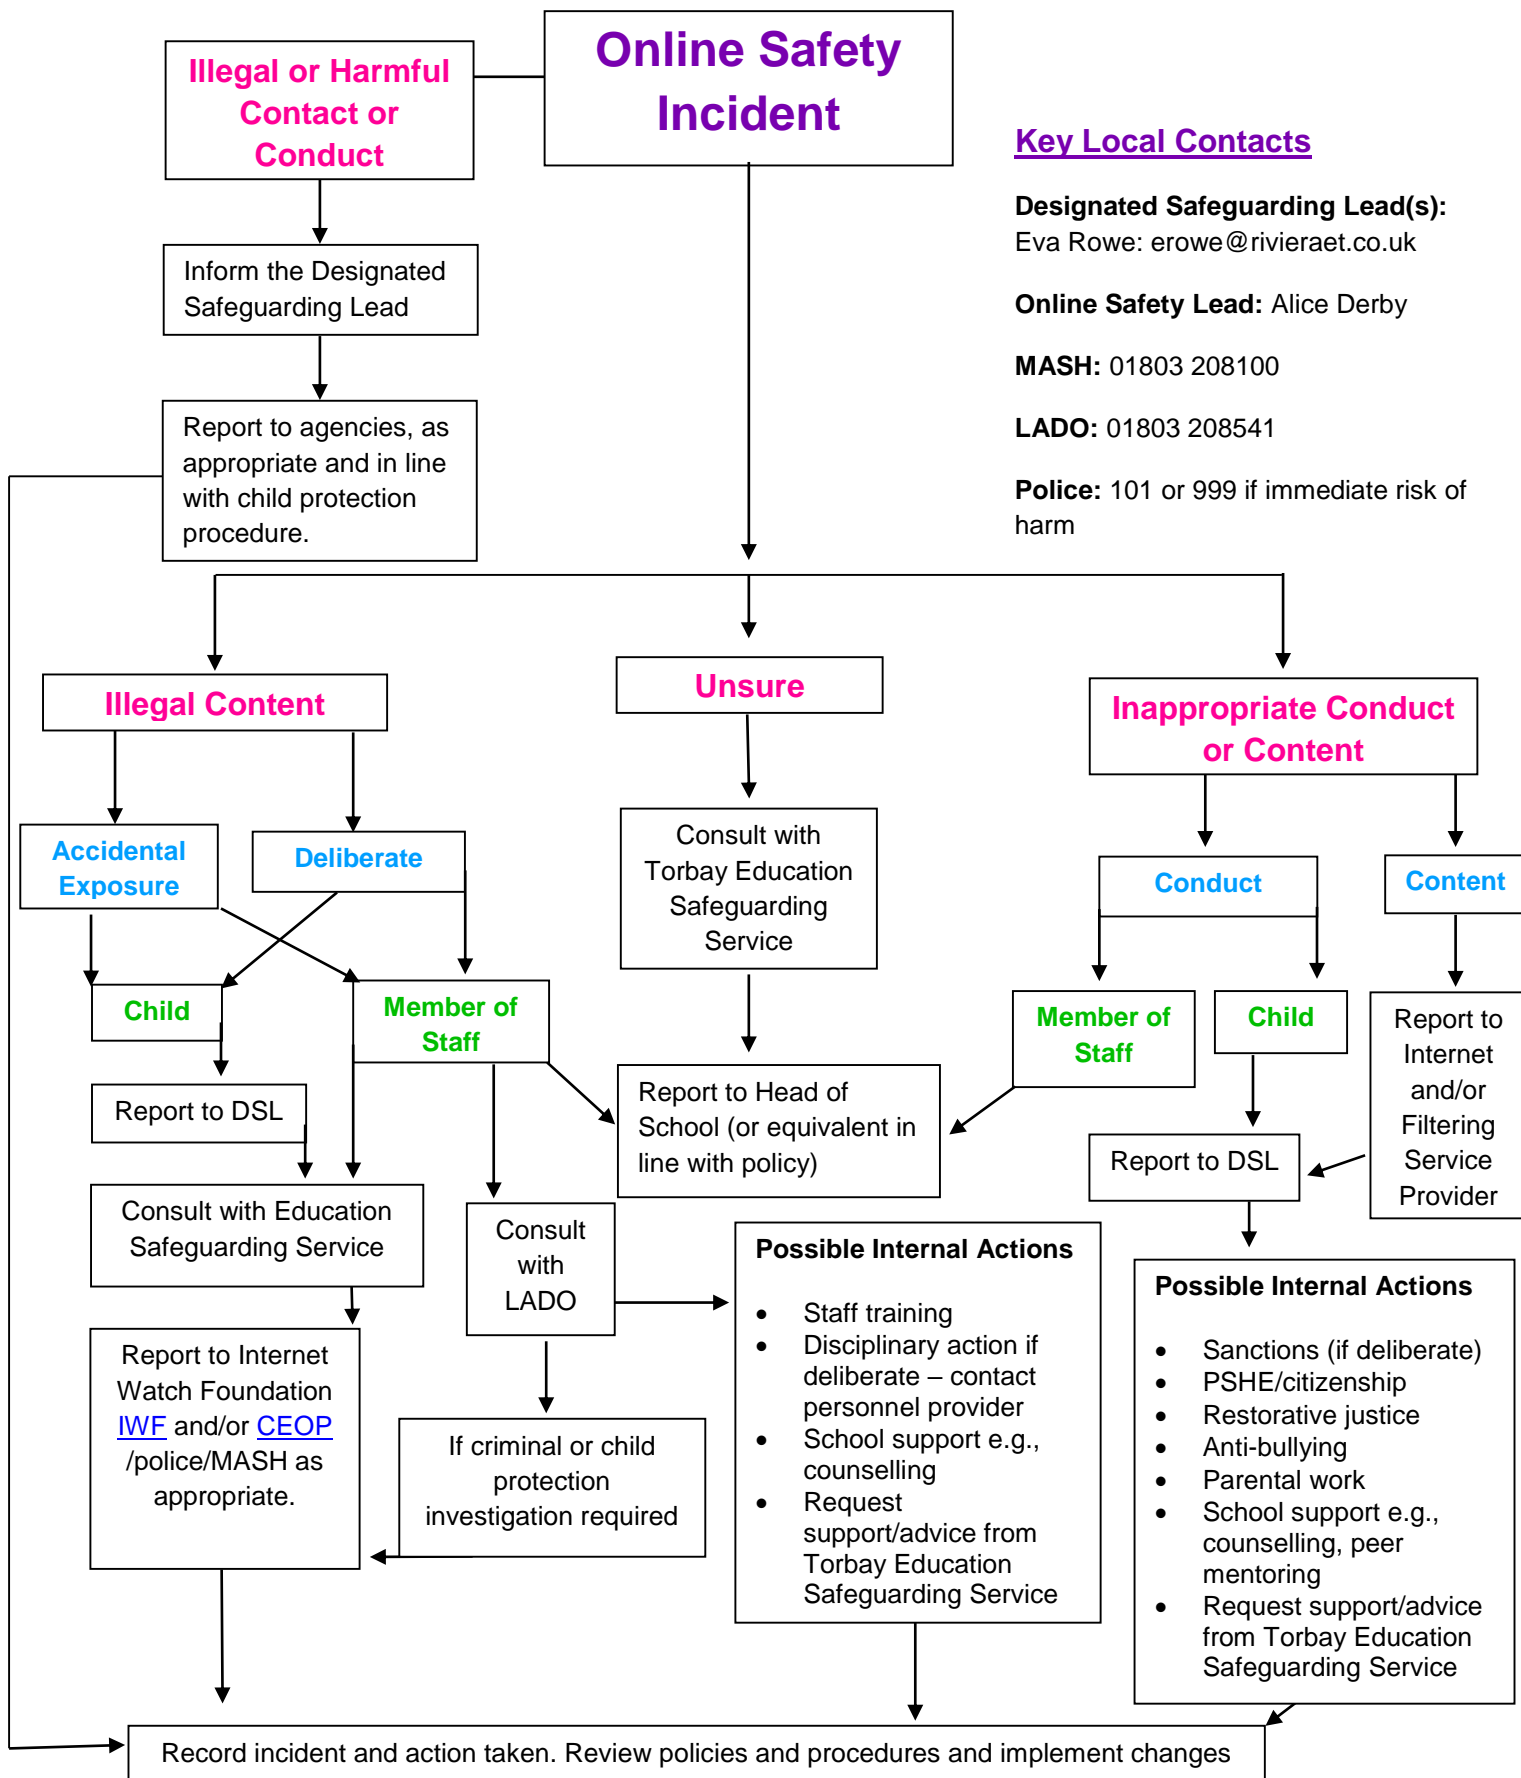 Online Safety
Incident
Illegal or Harmful
Contact or
Conduct
Key Local Contacts
Designated Safeguarding Lead(s):
Eva Rowe: erowe@rivieraet.co.uk
Online Safety Lead: Alice Derby
MASH: 01803 208100
LADO: 01803 208541
Police: 101 or 999 if immediate risk of
harm
Inform the Designated
Safeguarding Lead
Report to agencies, as
appropriate and in line
with child protection
procedure.
Illegal Content
Unsure
Inappropriate Conduct
or Content
Accidental
Exposure
Deliberate
Consult with
Torbay Education
Safeguarding
Service
Conduct
Content
Child
Member of
Staff
Member of
Staff
Child
Report to
Internet
and/or
Filtering
Service
Provider
Report to DSL
Report to Head of
School (or equivalent in
line with policy)
Report to DSL
Consult with Education
Safeguarding Service
Consult
with
LADO
Report to Internet
Watch Foundation
IWF and/or CEOP
/police/MASH as
appropriate.
If criminal or child
protection
investigation required
Possible Internal Actions
• Staff training
• Disciplinary action if
deliberate – contact
personnel provider
• School support e.g.,
counselling
• Request
support/advice from
Torbay Education
Safeguarding Service
Possible Internal Actions
• Sanctions (if deliberate)
• PSHE/citizenship
• Restorative justice
• Anti-bullying
• Parental work
• School support e.g.,
counselling, peer
mentoring
• Request support/advice
from Torbay Education
Safeguarding Service
Record incident and action taken. Review policies and procedures and implement changes